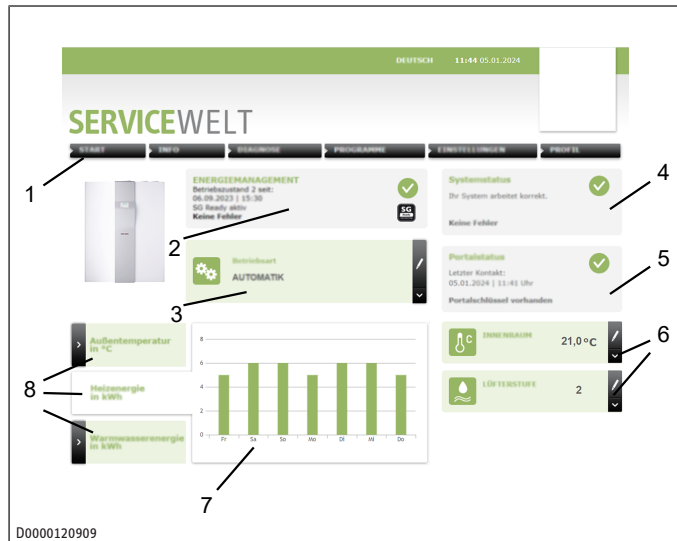 DEUTSCH 11:44 05.01.2024
SERVICEWELT
START INFO DIAGNOSE PROGRAMME EINSTELLUNGEN PROFIL
1
ENERGIEMANAGEMENT
Betriebszustand 2 seit:
06.09.2023 | 15:30
SG Ready aktiv
Keine Fehler
SG
2
Systemstatus
Ihr System arbeitet korrekt.
Keine Fehler
4
Betriebsart
AUTOMATIK
3
Portalstatus
Letzter Kontakt:
05.01.2024 | 11:41 Uhr
Portalschlüssel vorhanden
5
INNENRAUM 21,0 °C
LÜFTERSTUFE 2
6
Außentemperatur
in °C
Heizenergie
in kWh
Warmwasserenergie
in kWh
8
8
6
4
2
0
Fr Sa So Mo Di Mi Do
7
D0000120909